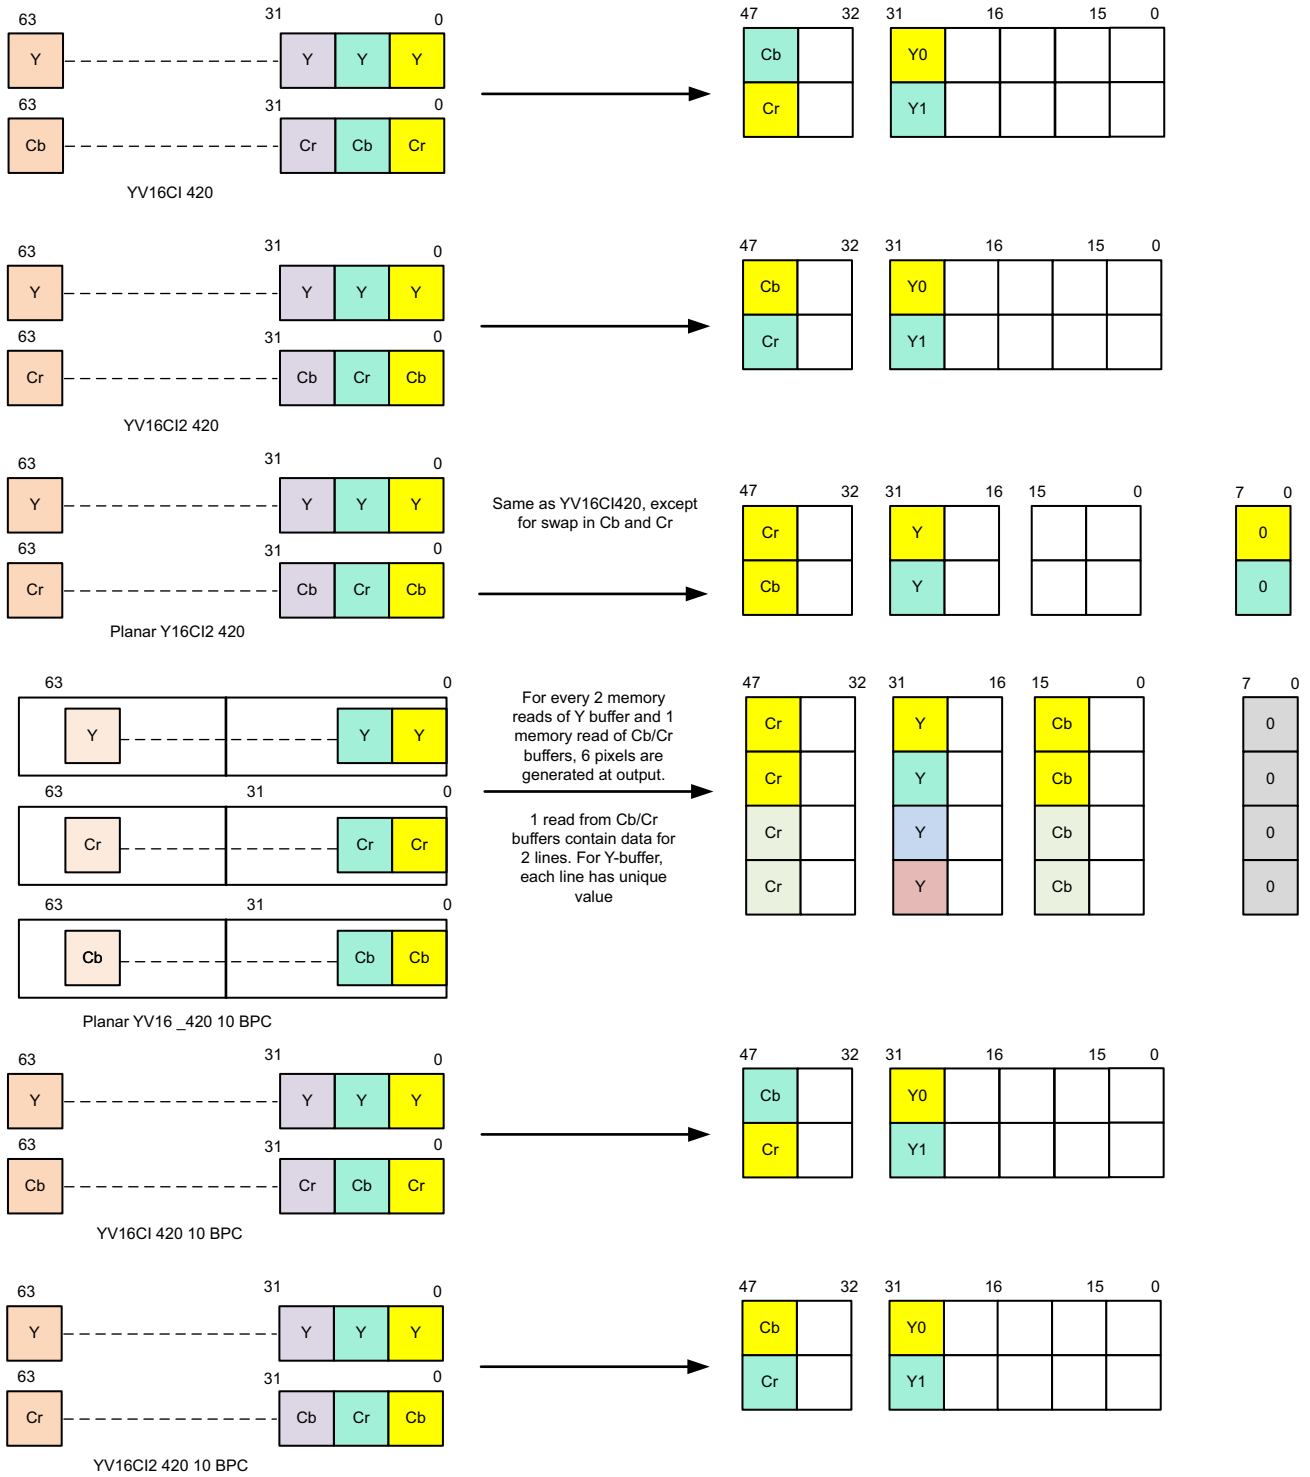 63 31 0 47 32 31 16 15 0
Y Y Y Y Cb Y0
63 31 0
Cb Cr Cb Cr Cr Y1
YV16CI 420
63 31 0 47 32 31 16 15 0
Y Y Y Y Cb Y0
63 31 0
Cr Cb Cr Cb Cr Y1
YV16CI2 420
63 31 0 47 32 31 16 15 0 7 0
Y Y Y Y Cr Y 0
Same as YV16CI420, except
for swap in Cb and Cr
63 31 0
Cr Cb Cr Cb Cb Y 0
Planar Y16CI2 420
63 0 47 32 31 16 15 0 7 0
Y Y Y Cr Y Cb 0
For every 2 memory
reads of Y buffer and 1
memory read of Cb/Cr
buffers, 6 pixels are
generated at output.
Cr Y Cb 0
63 31 0
Cr Cr Cr Cr Y Cb 0
1 read from Cb/Cr
buffers contain data for
2 lines. For Y-buffer,
each line has unique
value
Cr Y Cb 0
63 31 0
Cb Cb Cb
Planar YV16 _420 10 BPC
63 31 0 47 32 31 16 15 0
Y Y Y Y Cb Y0
63 31 0
Cb Cr Cb Cr Cr Y1
YV16CI 420 10 BPC
63 31 0 47 32 31 16 15 0
Y Y Y Y Cb Y0
63 31 0
Cr Cb Cr Cb Cr Y1
YV16CI2 420 10 BPC